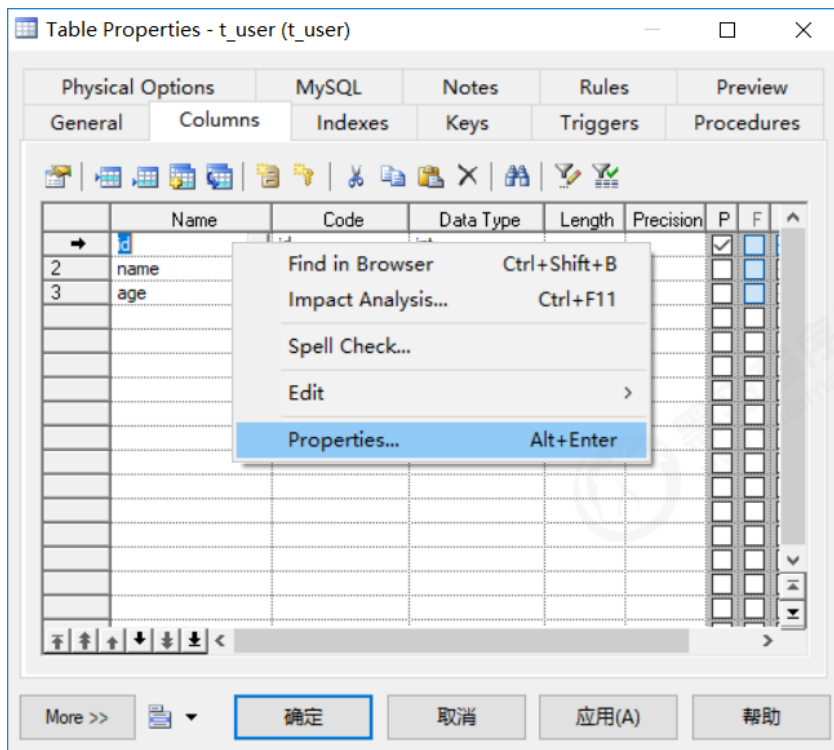 Table Properties - t_user (t_user)
Physical Options MySQL Notes Rules Preview
General Columns Indexes Keys Triggers Procedures
Name Code Data Type Length Precision P F
id
2 name
3 age
Find in Browser Ctrl+Shift+B
Impact Analysis... Ctrl+F11
Spell Check...
Edit
Properties... Alt+Enter
More >> 确定 取消 应用(A) 帮助